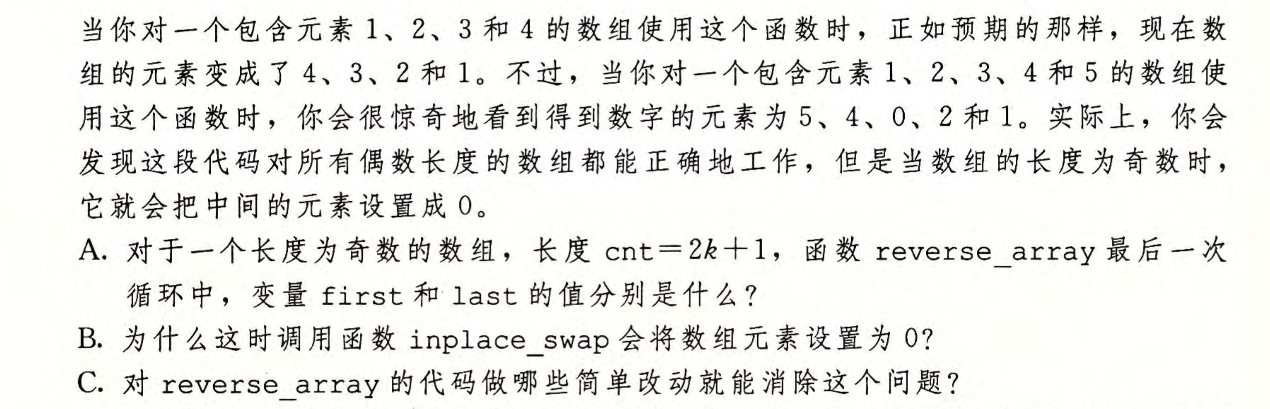 当你对一个包含元素 1、2、3 和 4 的数组使用这个函数时，正如预期的那样，现在数
组的元素变成了 4、3、2 和 1。不过，当你对一个包含元素 1、2、3、4 和 5 的数组使
用这个函数时，你会很惊奇地看到得到数字的元素为 5、4、0、2 和 1。实际上，你会
发现这段代码对所有偶数长度的数组都能正确地工作，但是当数组的长度为奇数时，
它就会把中间的元素设置成 0。
A. 对于一个长度为奇数的数组，长度 cnt=2k+1，函数 reverse_array 最后一次
循环中，变量 first 和 last 的值分别是什么？
B. 为什么这时调用函数 inplace_swap 会将数组元素设置为 0？
C. 对 reverse_array 的代码做哪些简单改动就能消除这个问题？